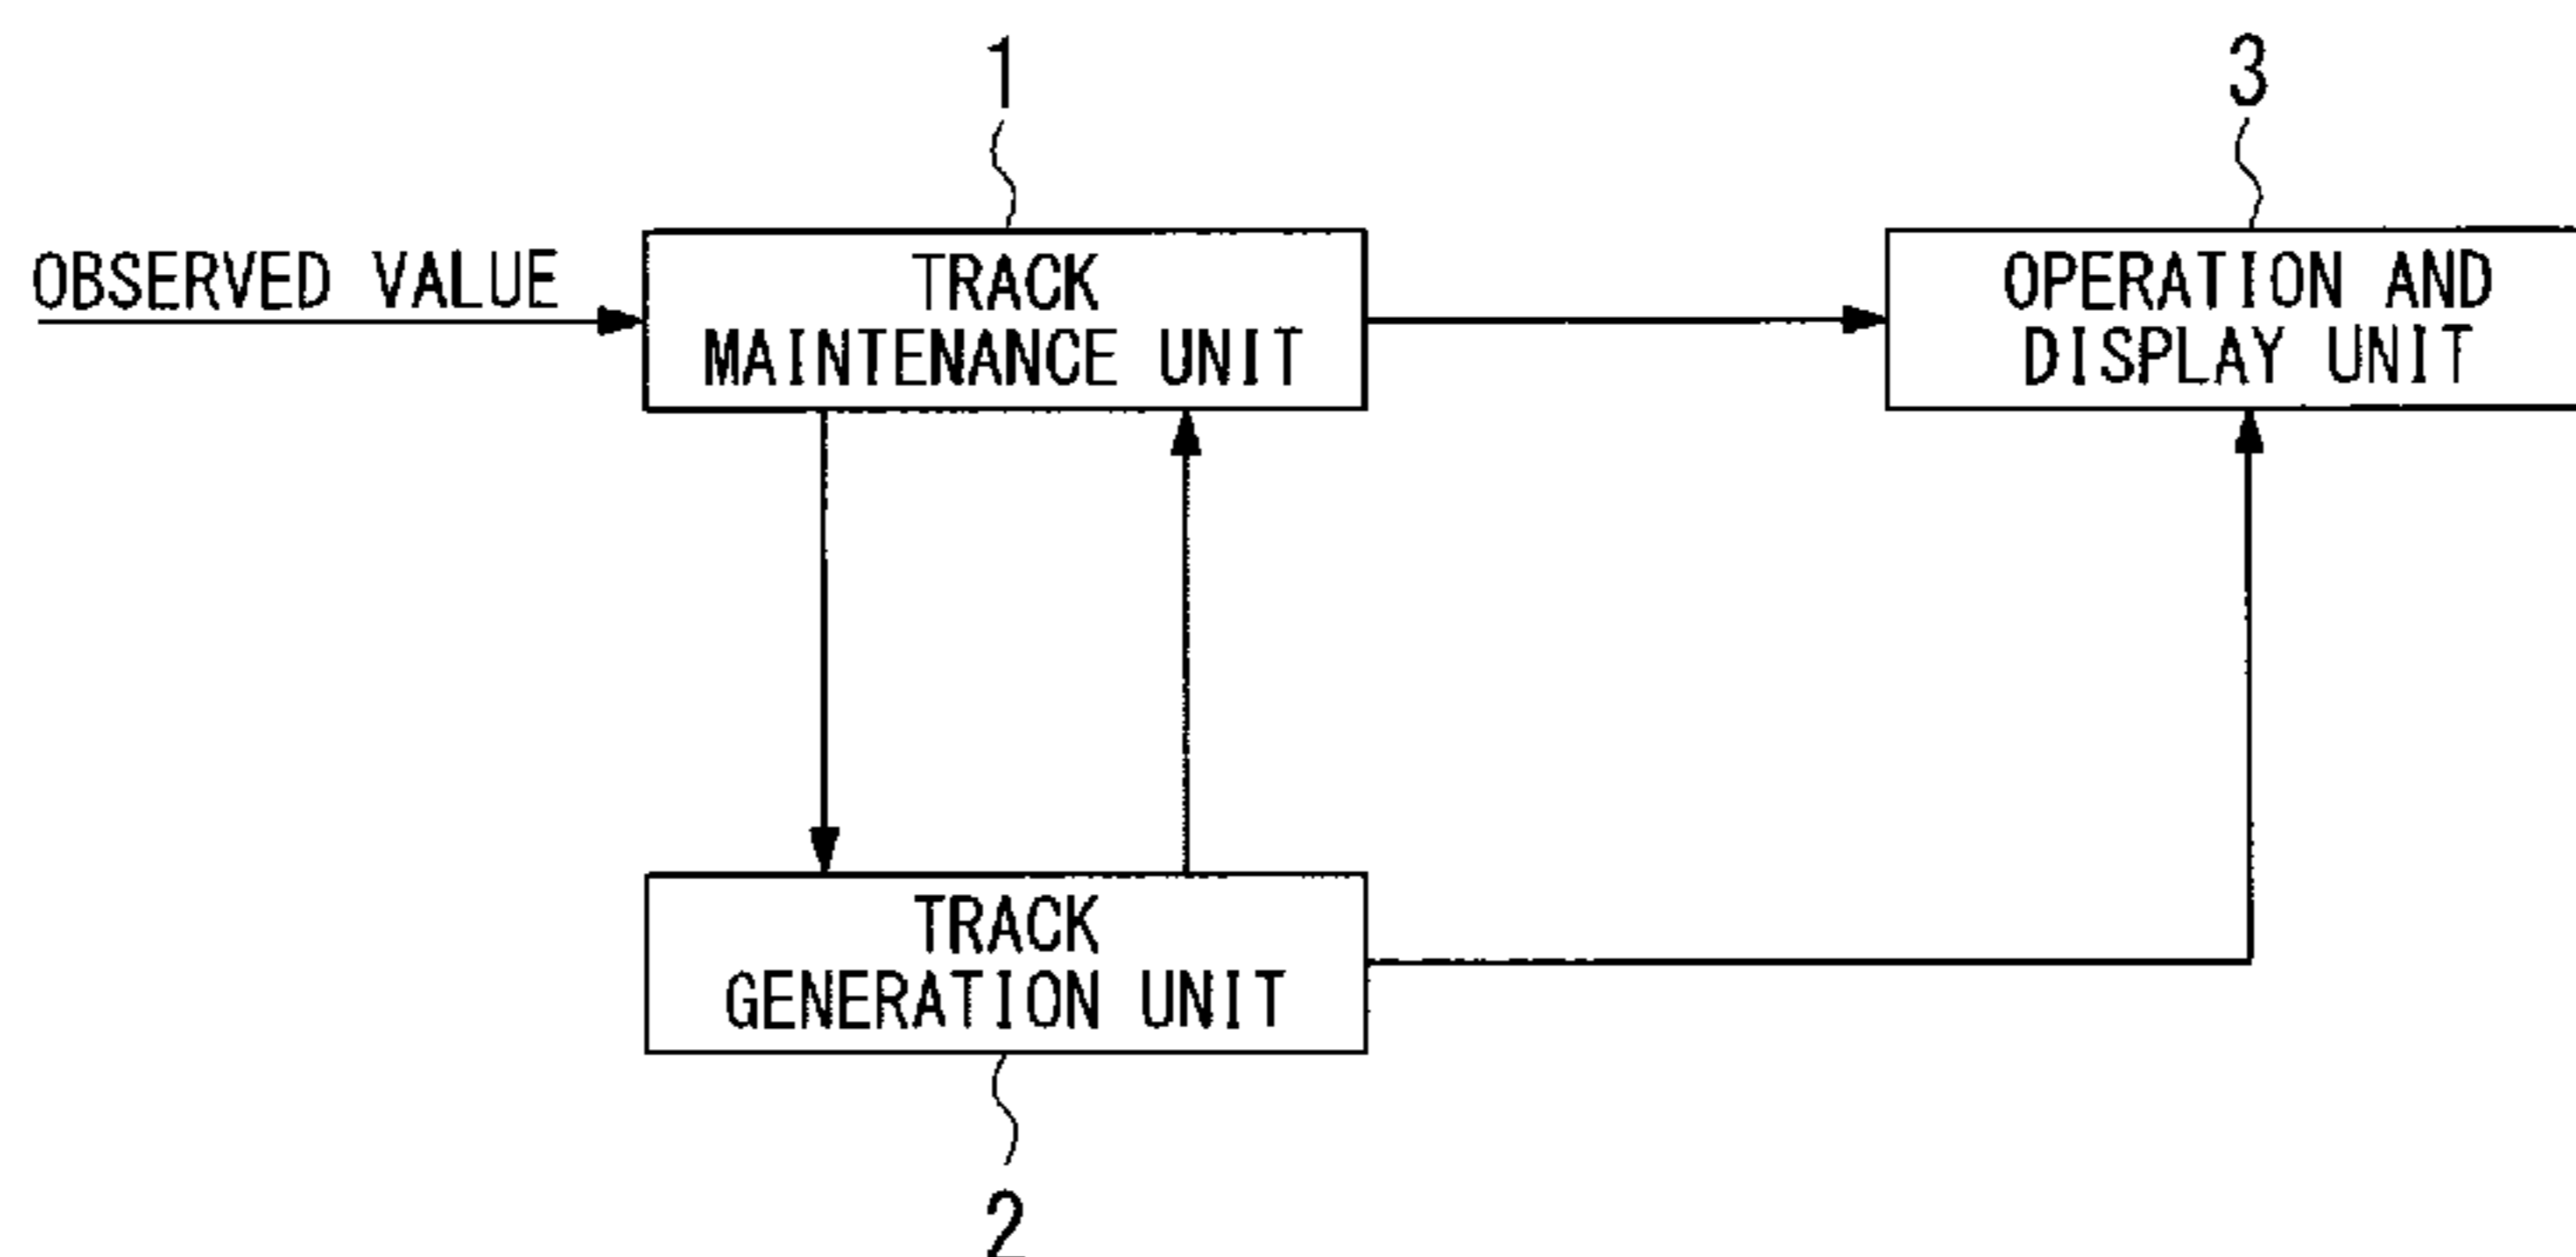 1
3
OBSERVED VALUE
TRACK
MAINTENANCE UNIT
OPERATION AND
DISPLAY UNIT
TRACK
GENERATION UNIT
2